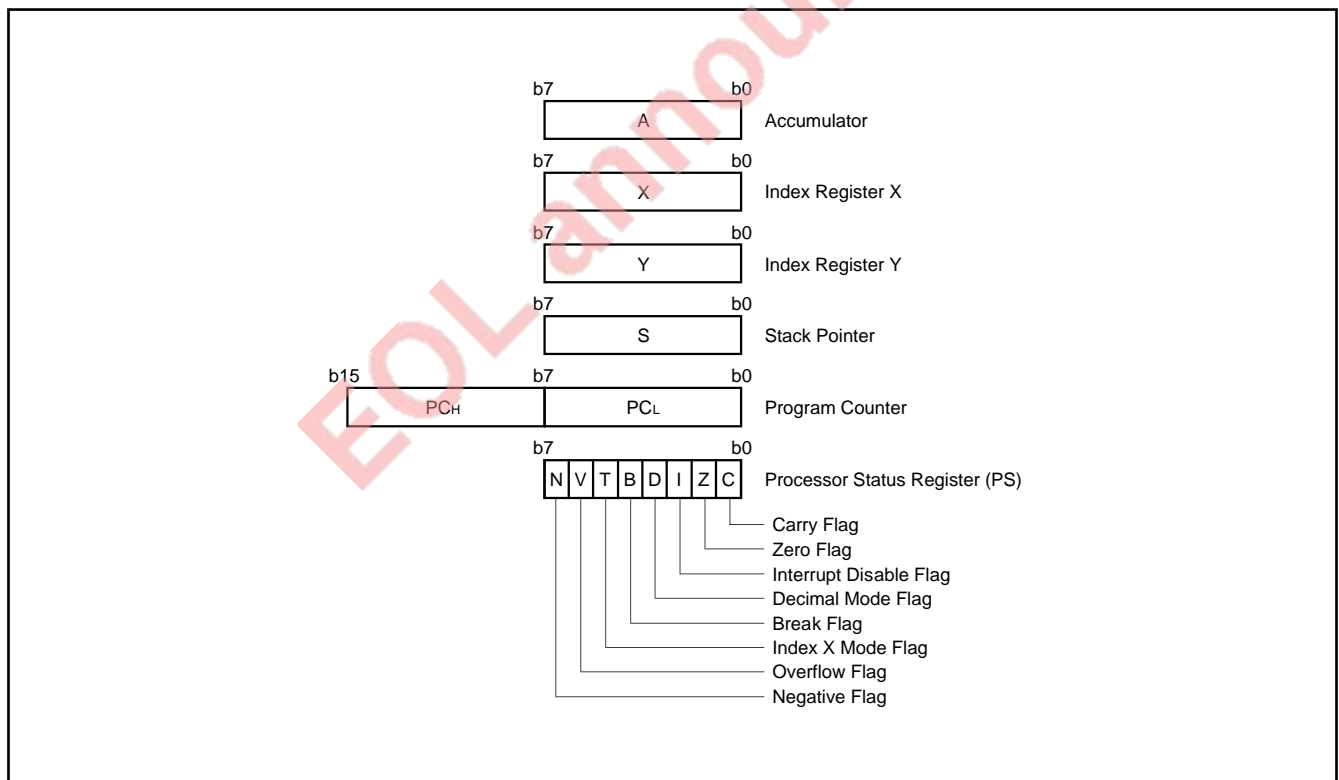 b7 b0
A Accumulator
b7 b0
X Index Register X
b7 b0
Y Index Register Y
b7 b0
S Stack Pointer
b15 b7 b0
PCH PCL Program Counter
b7 b0
N V T B D I Z C Processor Status Register (PS)
Carry Flag
Zero Flag
Interrupt Disable Flag
Decimal Mode Flag
Break Flag
Index X Mode Flag
Overflow Flag
Negative Flag
EOL annou